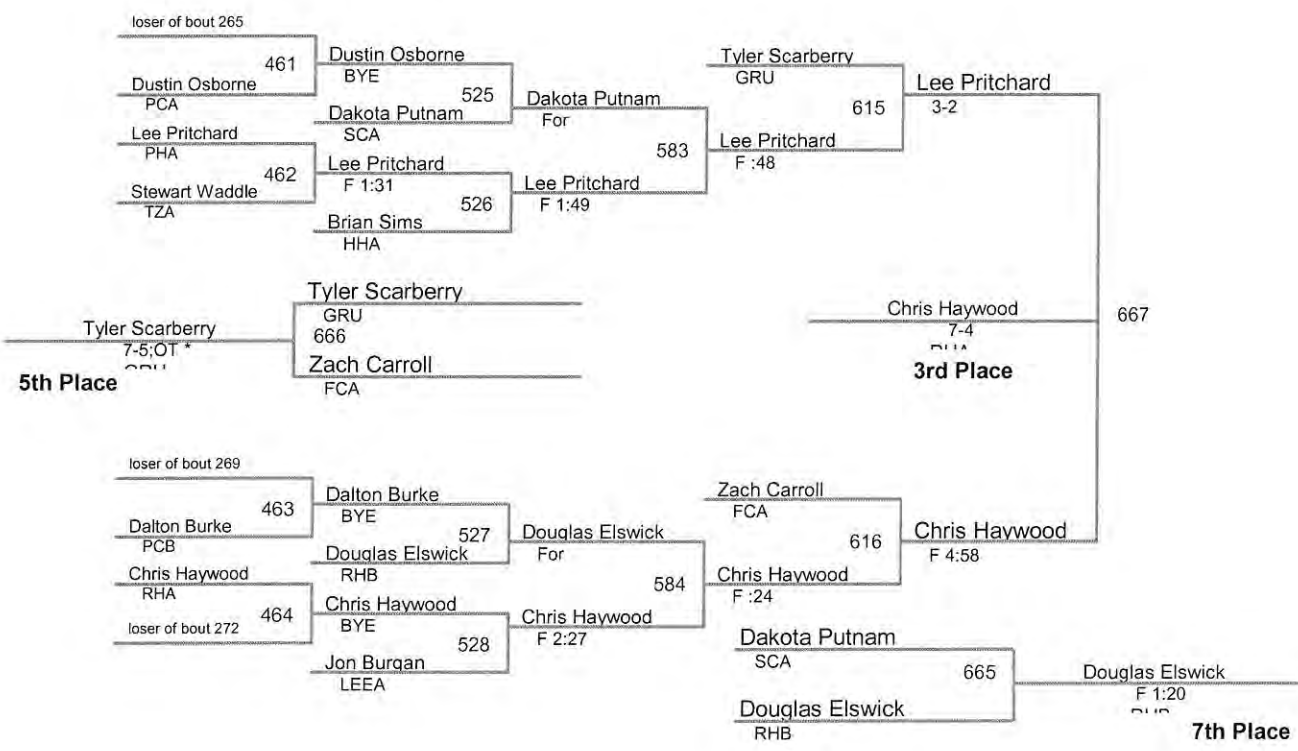 loser of bout 265
461
Dustin Osborne
PCA
Dustin Osborne
BYE
525
Dakota Putnam
SCA
Lee Pritchard
PHA
462
Stewart Waddle
TZA
Lee Pritchard
F 1:31
526
Brian Sims
HHA
Dakota Putnam
For
583
Lee Pritchard
F 1:49
Tyler Scarberry
GRU
615
Lee Pritchard
F :48
Lee Pritchard
3-2
Tyler Scarberry
GRU
666
Zach Carroll
FCA
Tyler Scarberry
7-5;OT *
5th Place
Chris Haywood
7-4
3rd Place
667
loser of bout 269
463
Dalton Burke
PCB
Dalton Burke
BYE
527
Douglas Elswick
RHB
Chris Haywood
RHA
464
loser of bout 272
Chris Haywood
BYE
528
Jon Burgan
LEEA
Douglas Elswick
For
584
Chris Haywood
F 2:27
Zach Carroll
FCA
616
Chris Haywood
F :24
Chris Haywood
F 4:58
Dakota Putnam
SCA
665
Douglas Elswick
RHB
Douglas Elswick
F 1:20
7th Place